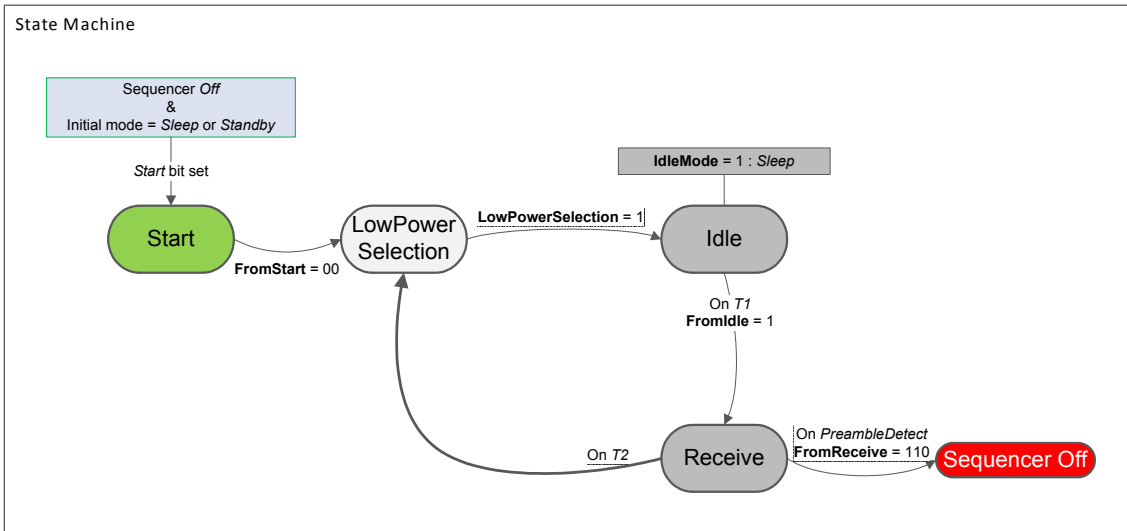 State Machine
Sequencer Off
&
Initial mode = Sleep or Standby
Start bit set
IdleMode = 1 : Sleep
Start
FromStart = 00
LowPower
Selection
LowPowerSelection = 1
Idle
On T1
FromIdle = 1
On T2
Receive
On PreambleDetect
FromReceive = 110
Sequencer Off